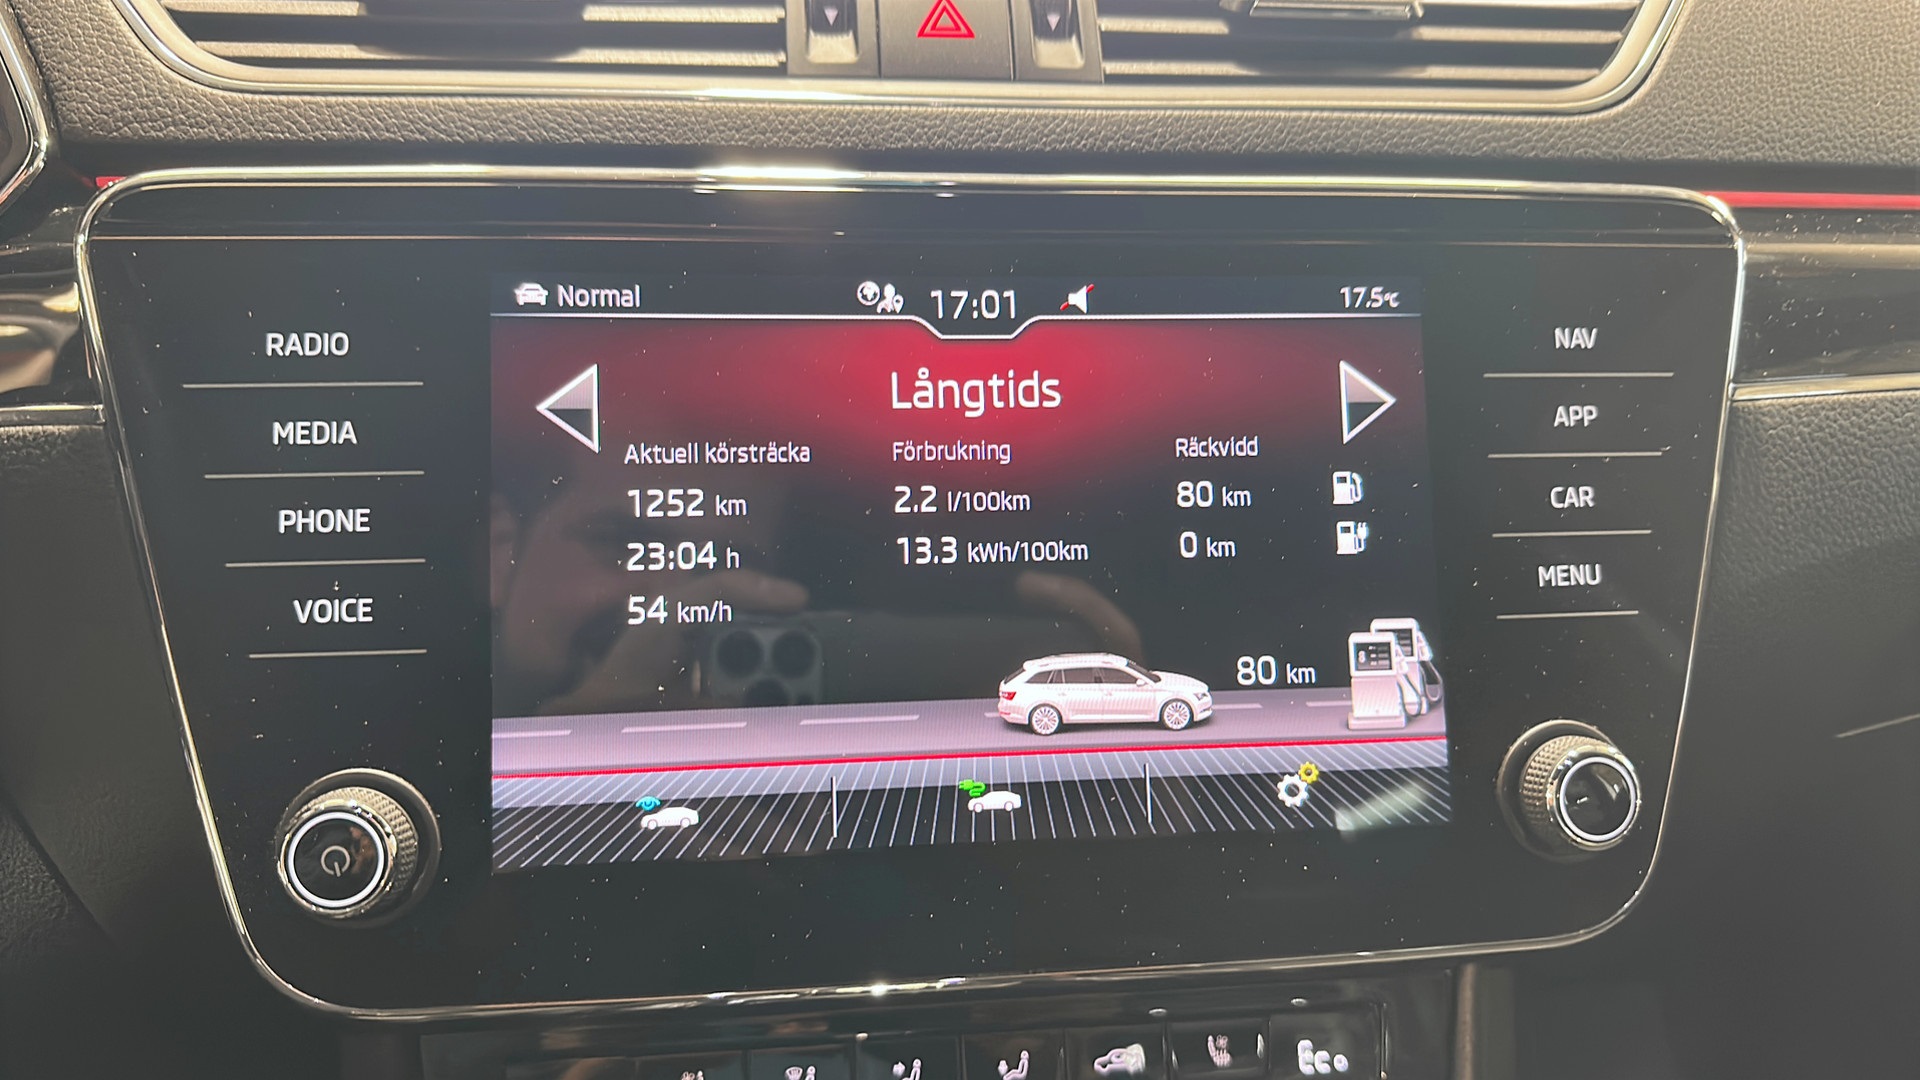 Normal 17:01 17.5°C
RADIO
MEDIA
PHONE
VOICE
Långtids
Aktuell körsträcka Förbrukning Räckvidd
1252 km 2.2 l/100km 80 km
23:04 h 13.3 kWh/100km 0 km
54 km/h
80 km
NAV
APP
CAR
MENU
Eco